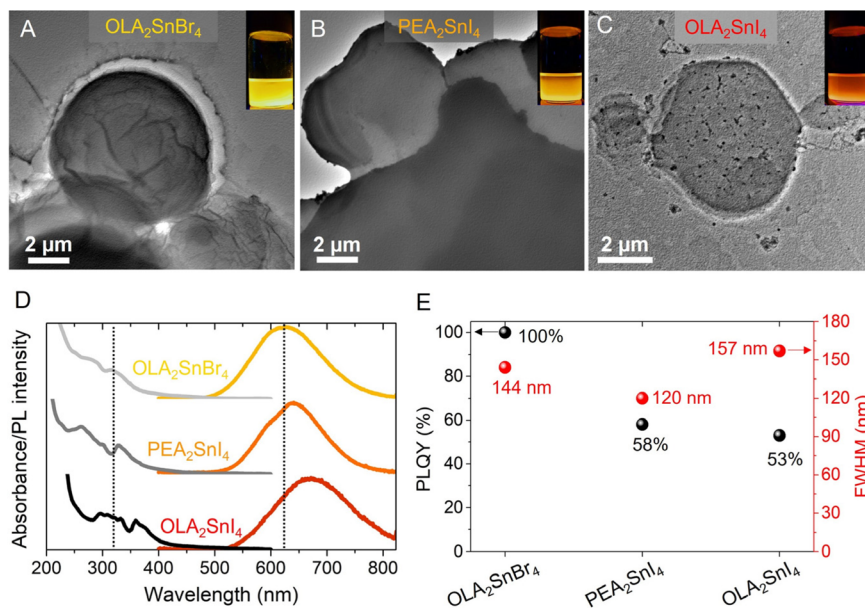 A
OLA₂SnBr₄
2 µm
B
PEA₂SnI₄
2 µm
C
OLA₂SnI₄
2 µm
D
Absorbance/PL intensity
OLA₂SnBr₄
PEA₂SnI₄
OLA₂SnI₄
200 300 400 500 600 700 800
Wavelength (nm)
E
PLQY (%)
100
80
60
40
20
0
100%
144 nm
120 nm
58%
157 nm
53%
180
150
120
90
60
30
0
FWHM (nm)
OLA₂SnBr₄
PEA₂SnI₄
OLA₂SnI₄